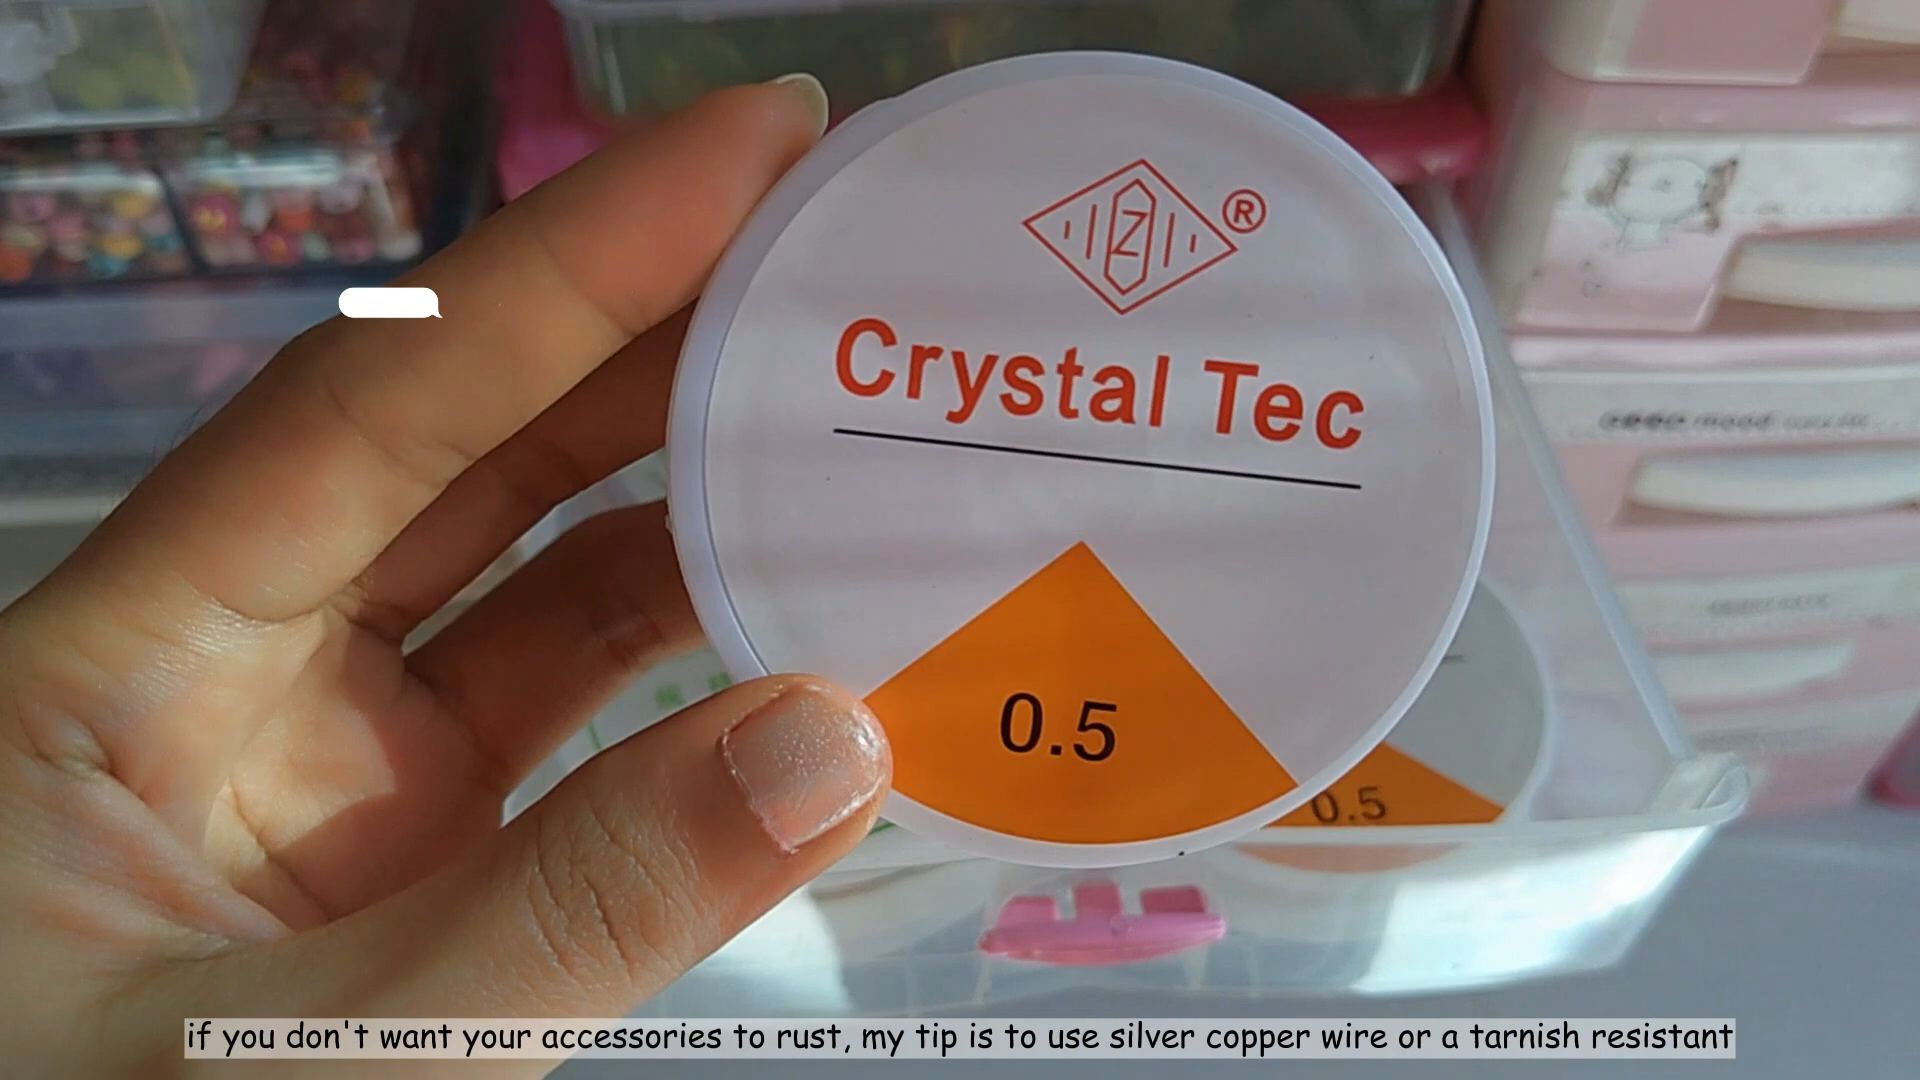 Z
®
Crystal Tec
0.5
0.5
if you don't want your accessories to rust, my tip is to use silver copper wire or a tarnish resistant